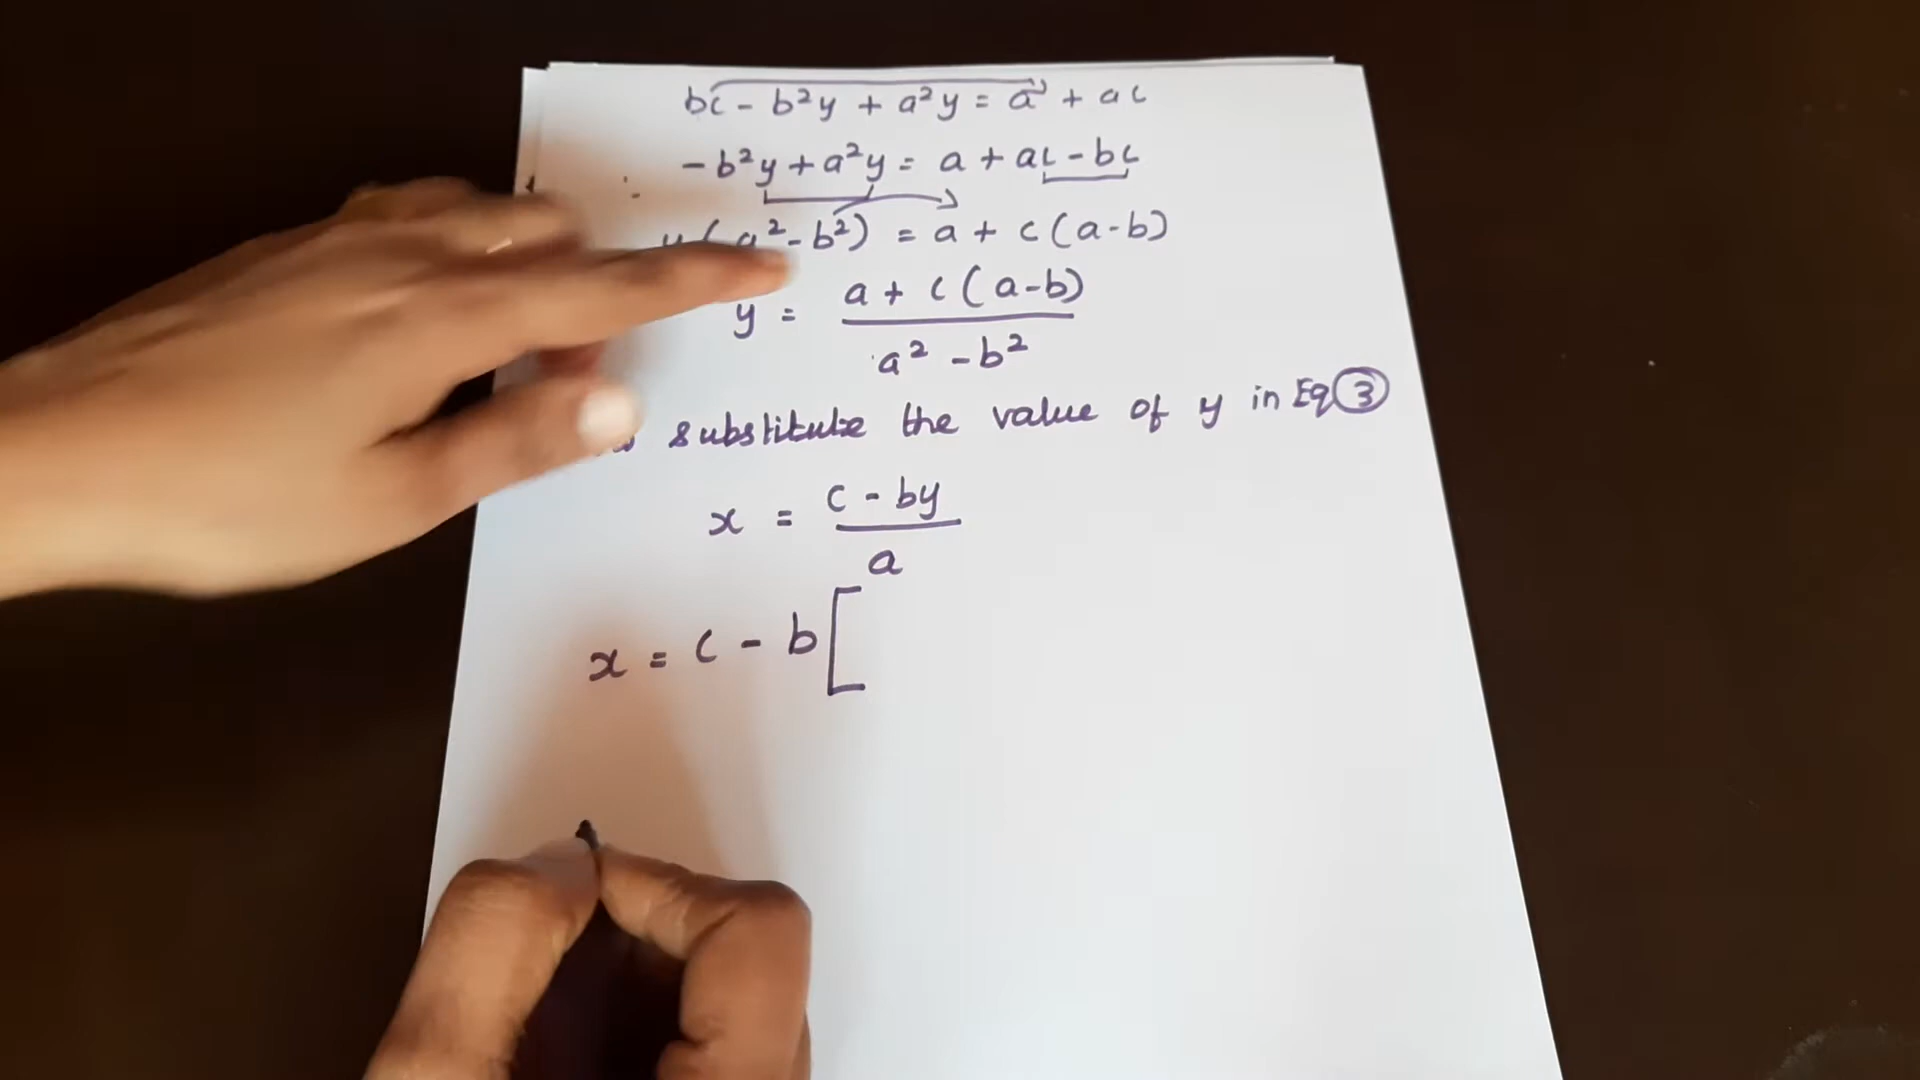 bc - b²y + a²y = a + ac
- b²y + a²y = a + ac - bc
y (a² - b²) = a + c (a - b)
y = a + c (a - b) / a² - b²
substitute the value of y in Eq ③
x = c - by / a
x = c - b [